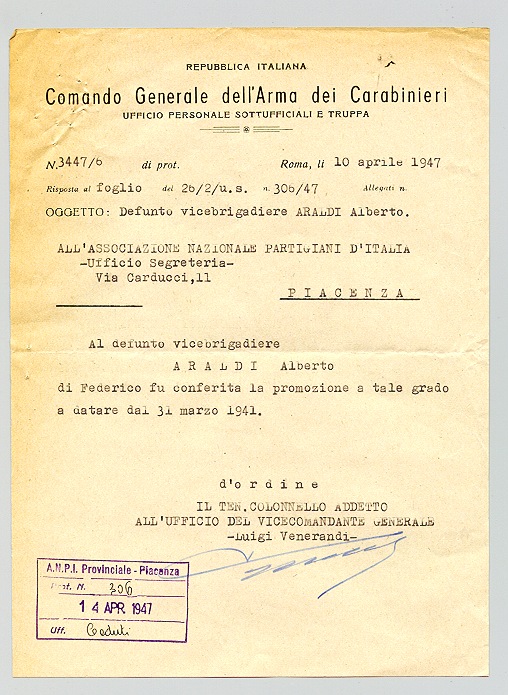 REPUBBLICA ITALIANA
Comando Generale dell'Arma dei Carabinieri
UFFICIO PERSONALE SOTTUFFICIALI E TRUPPA
N. 3447/6 di prot. Roma, li 10 aprile 1947
Risposta al foglio del 26/2/u.s. n. 306/47 Allegati n.
OGGETTO: Defunto vicebrigadiere ARALDI Alberto.
ALL'ASSOCIAZIONE NAZIONALE PARTIGIANI D'ITALIA
-Ufficio Segreteria-
Via Carducci,11
PIACENZA
Al defunto vicebrigadiere
ARALDI Alberto
di Federico fu conferita la promozione a tale grado
a datare dal 31 marzo 1941.
d'ordine
IL TEN.COLONNELLO ADDETTO
ALL'UFFICIO DEL VICECOMANDANTE GENERALE
-Luigi Venerandi-
A.N.P.I. Provinciale - Piacenza
Prot. N. 306
14 APR 1947
Uff. Caduti